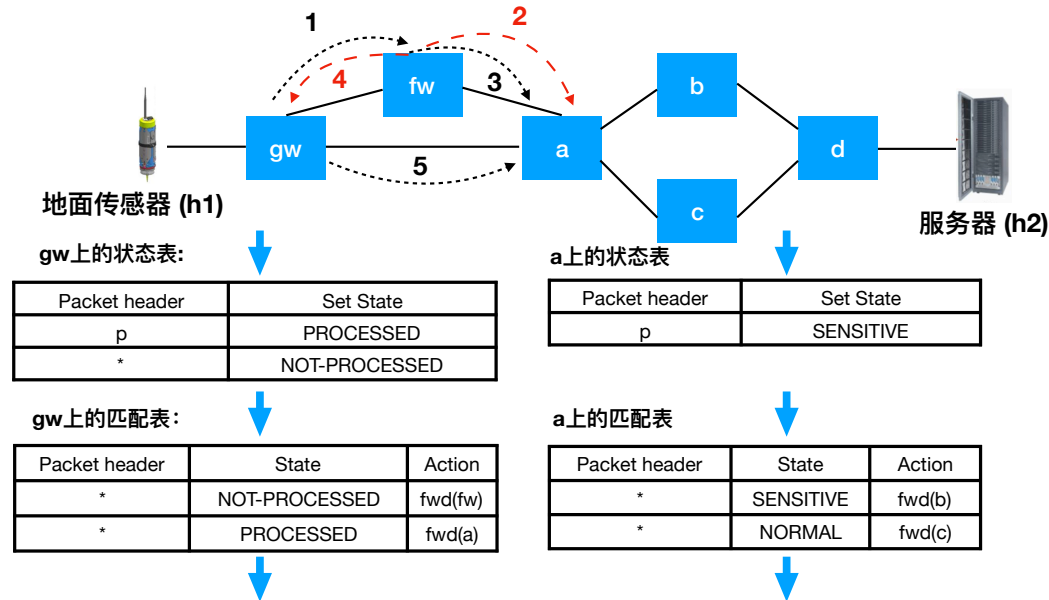 1
2
4
3
fw
b
gw
5
a
d
c
地面传感器 (h1)
服务器 (h2)
gw上的状态表:
Packet header Set State
p PROCESSED
* NOT-PROCESSED
a上的状态表
Packet header Set State
p SENSITIVE
gw上的匹配表：
Packet header State Action
* NOT-PROCESSED fwd(fw)
* PROCESSED fwd(a)
a上的匹配表
Packet header State Action
* SENSITIVE fwd(b)
* NORMAL fwd(c)